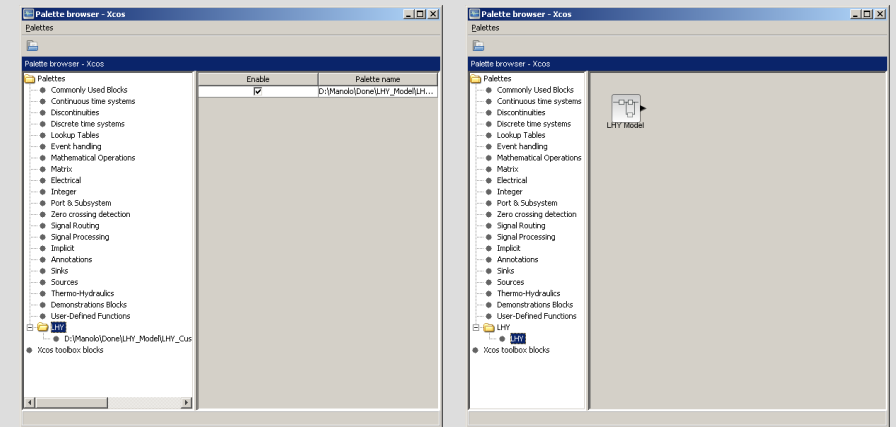 Palette browser - Xcos
Palettes
Palette browser - Xcos
Palettes
Commonly Used Blocks
Continuous time systems
Discontinuities
Discrete time systems
Lookup Tables
Event handling
Mathematical Operations
Matrix
Electrical
Integer
Port & Subsystem
Zero crossing detection
Signal Routing
Signal Processing
Implicit
Annotations
Sinks
Sources
Thermo-Hydraulics
Demonstrations Blocks
User-Defined Functions
LHY
D:\Manolo\Done\LHY_Model\LHY_Cus
Xcos toolbox blocks
Enable Palette name
D:\Manolo\Done\LHY_Model\LH...
Palette browser - Xcos
Palettes
Palette browser - Xcos
Palettes
Commonly Used Blocks
Continuous time systems
Discontinuities
Discrete time systems
Lookup Tables
Event handling
Mathematical Operations
Matrix
Electrical
Integer
Port & Subsystem
Zero crossing detection
Signal Routing
Signal Processing
Implicit
Annotations
Sinks
Sources
Thermo-Hydraulics
Demonstrations Blocks
User-Defined Functions
LHY
LHY
Xcos toolbox blocks
LHY Model